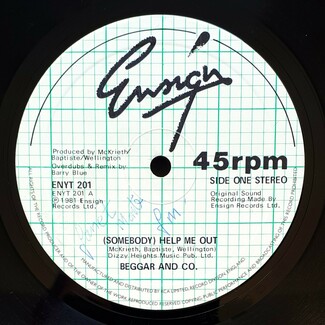 Ensign
Produced by McKrieth/
Baptiste/Wellington
Overdubs & Remix by
Barry Blue
ENYT 201
ENYT 201 A
℗ 1981 Ensign
Records Ltd.
45rpm
SIDE ONE STEREO
Original Sound
Recording Made By
Ensign Records Ltd.
(SOMEBODY) HELP ME OUT
McKrieth, Baptiste, Wellington)
Dizzy Heights Music Pub. Ltd.
BEGGAR AND CO.